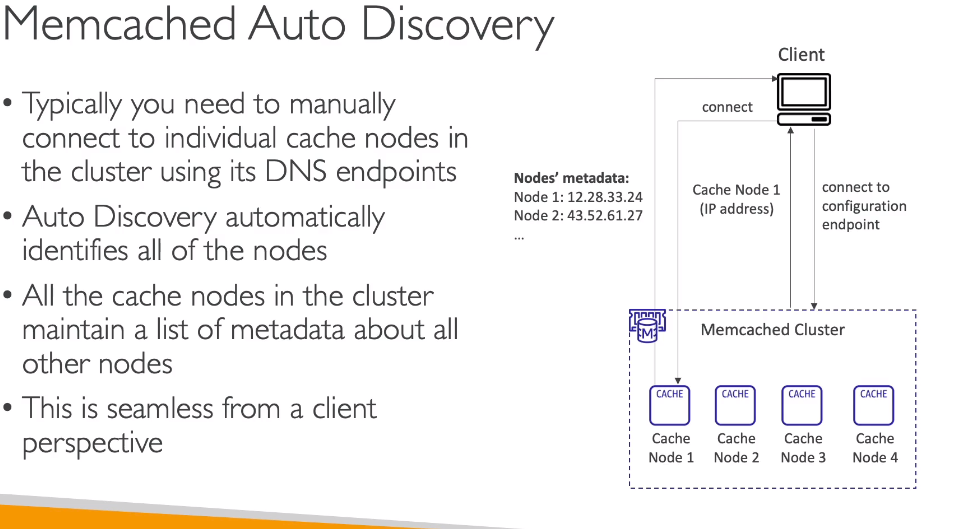 Memcached Auto Discovery
• Typically you need to manually
connect to individual cache nodes in
the cluster using its DNS endpoints
• Auto Discovery automatically
identifies all of the nodes
• All the cache nodes in the cluster
maintain a list of metadata about all
other nodes
• This is seamless from a client
perspective
Client
connect
Nodes' metadata:
Node 1: 12.28.33.24
Node 2: 43.52.61.27
...
Cache Node 1
(IP address)
connect to
configuration
endpoint
M
Memcached Cluster
CACHE
CACHE
CACHE
CACHE
Cache
Node 1
Cache
Node 2
Cache
Node 3
Cache
Node 4